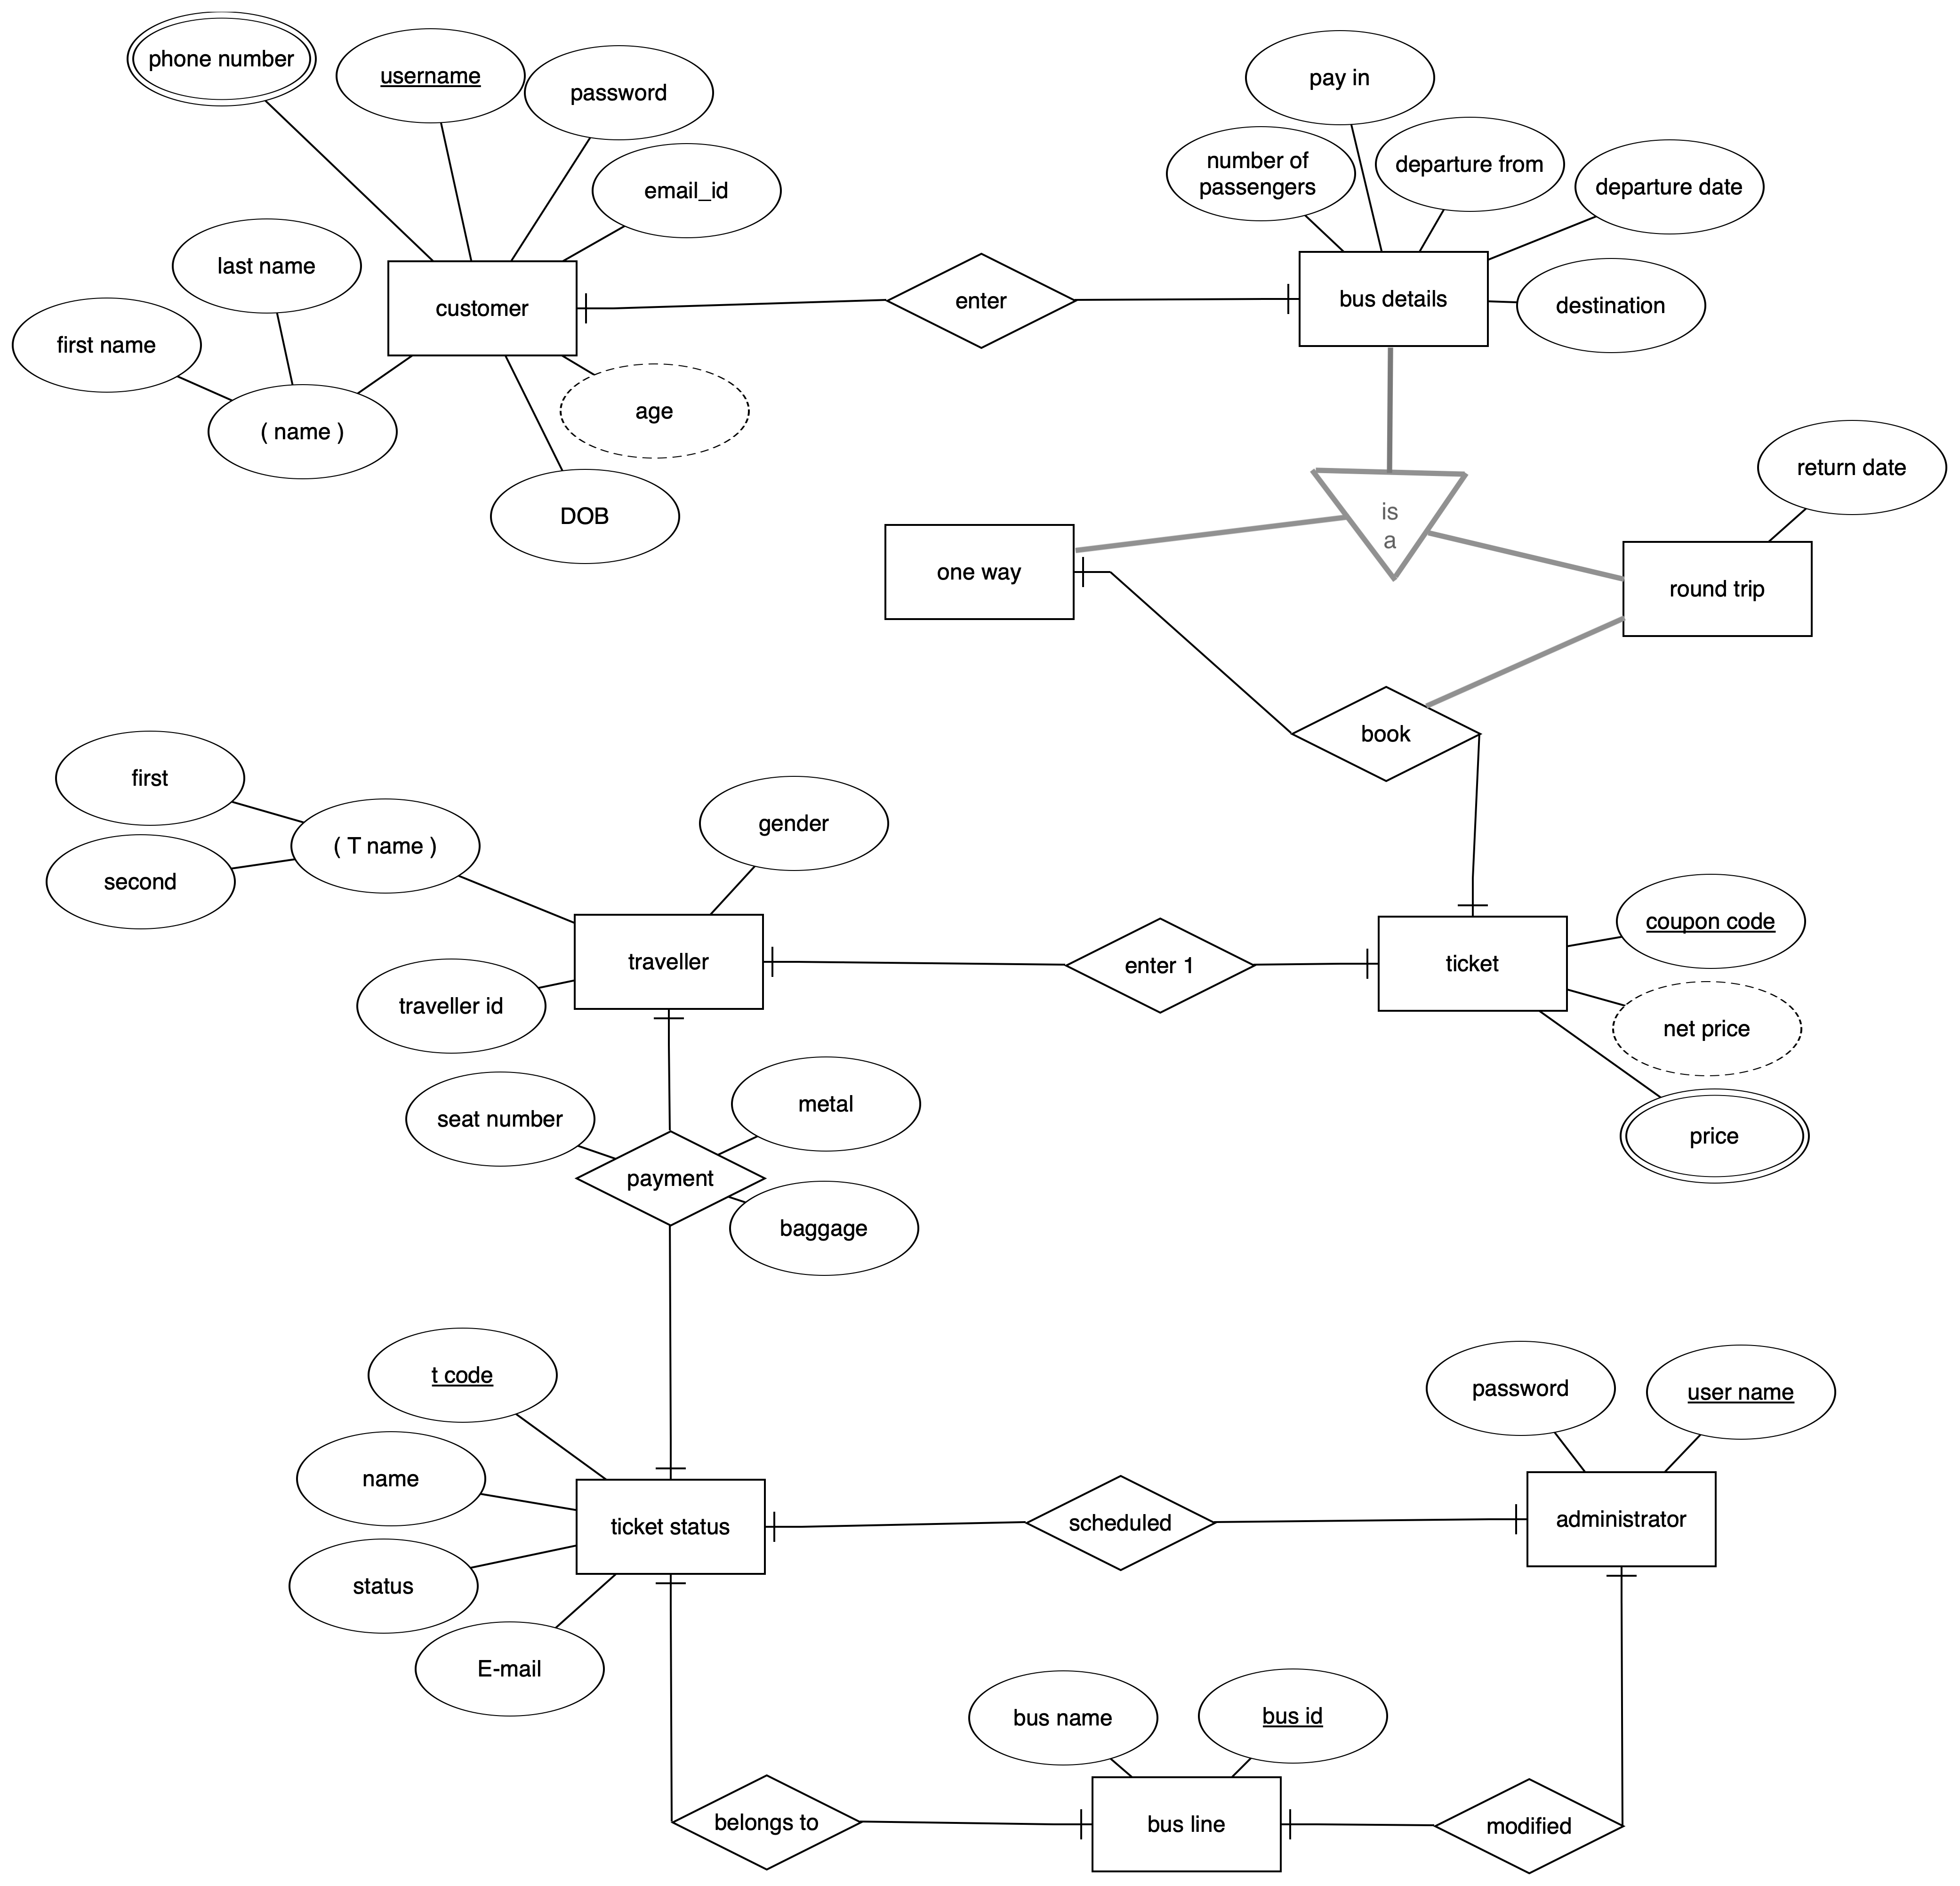 phone number
username
password
pay in
number of
passengers
departure from
departure date
email_id
last name
first name
customer
enter
bus details
destination
( name )
age
DOB
return date
is
a
one way
round trip
book
first
second
( T name )
gender
traveller
enter 1
ticket
coupon code
traveller id
net price
seat number
metal
price
payment
baggage
t code
name
status
E-mail
ticket status
scheduled
password
user name
administrator
bus name
bus id
belongs to
bus line
modified